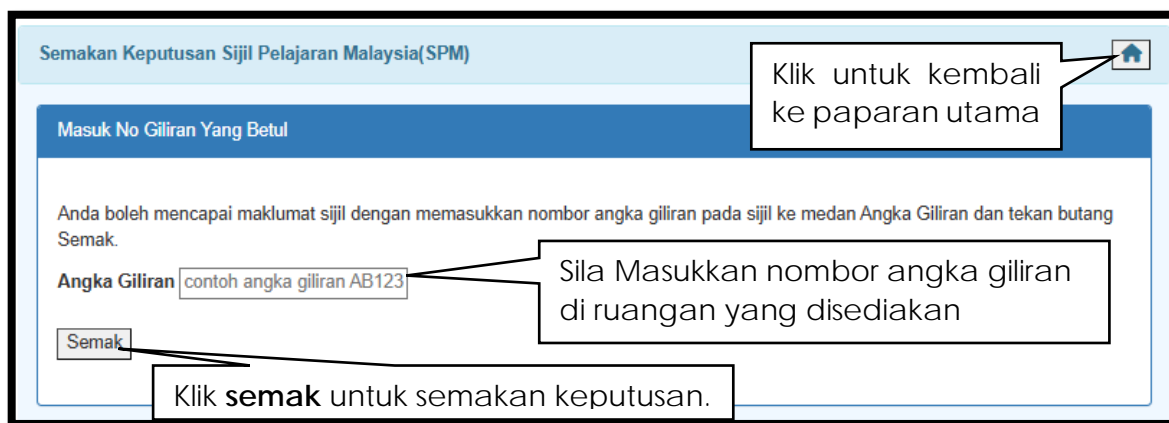 Semakan Keputusan Sijil Pelajaran Malaysia(SPM)
Klik untuk kembali
ke paparan utama
Masuk No Giliran Yang Betul
Anda boleh mencapai maklumat sijil dengan memasukkan nombor angka giliran pada sijil ke medan Angka Giliran dan tekan butang
Semak.
Angka Giliran contoh angka giliran AB123
Sila Masukkan nombor angka giliran
di ruangan yang disediakan
Semak
Klik semak untuk semakan keputusan.